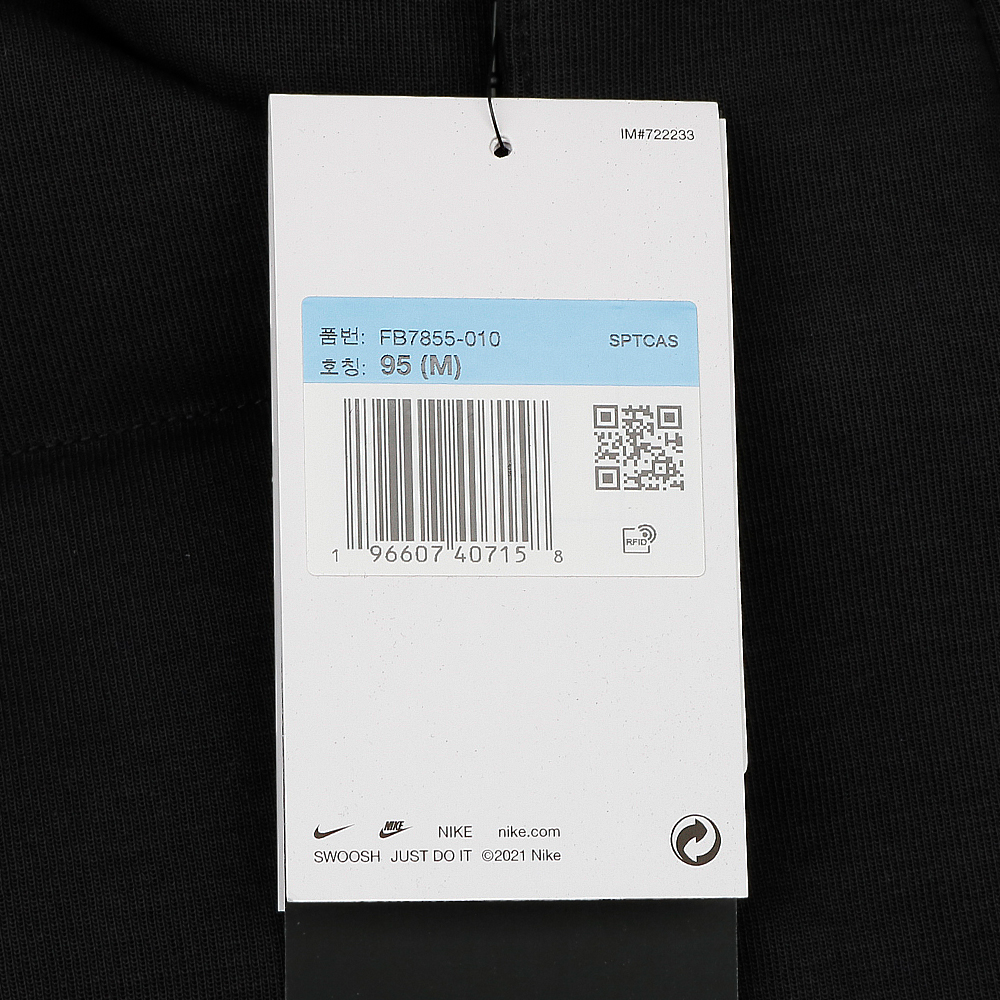 IM#722233
품번: FB7855-010 SPTCAS
호칭: 95 (M)
1 96607 40715 8
RFID
NIKE NIKE nike.com
SWOOSH JUST DO IT ©2021 Nike